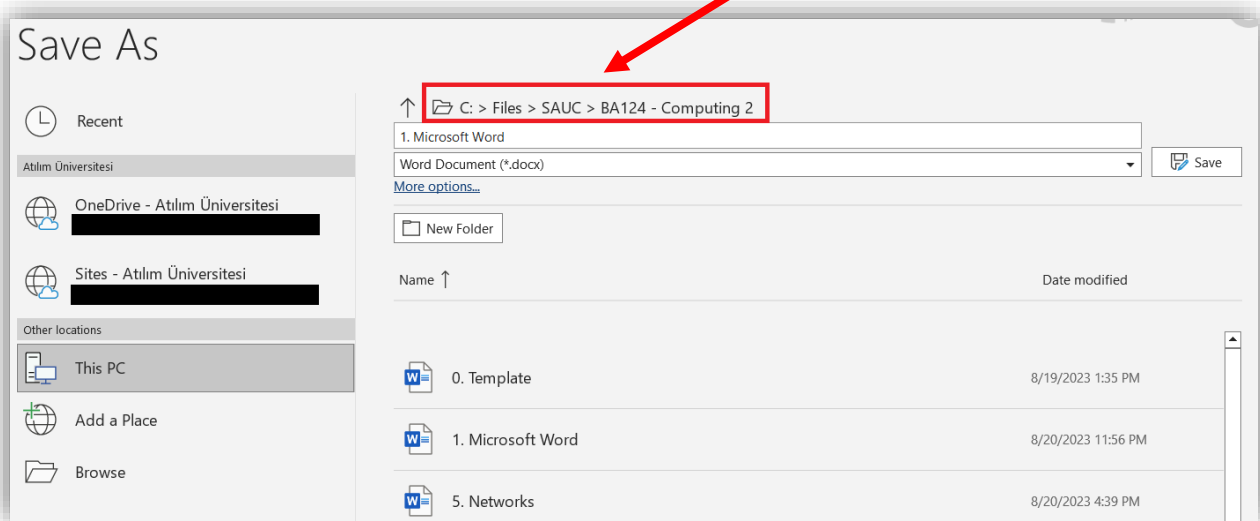 Save As
Recent
Atılım Üniversitesi
OneDrive - Atılım Üniversitesi
Sites - Atılım Üniversitesi
Other locations
This PC
Add a Place
Browse
C: > Files > SAUC > BA124 - Computing 2
1. Microsoft Word
Word Document (*.docx)
Save
More options...
New Folder
Name ↑ Date modified
0. Template 8/19/2023 1:35 PM
1. Microsoft Word 8/20/2023 11:56 PM
5. Networks 8/20/2023 4:39 PM